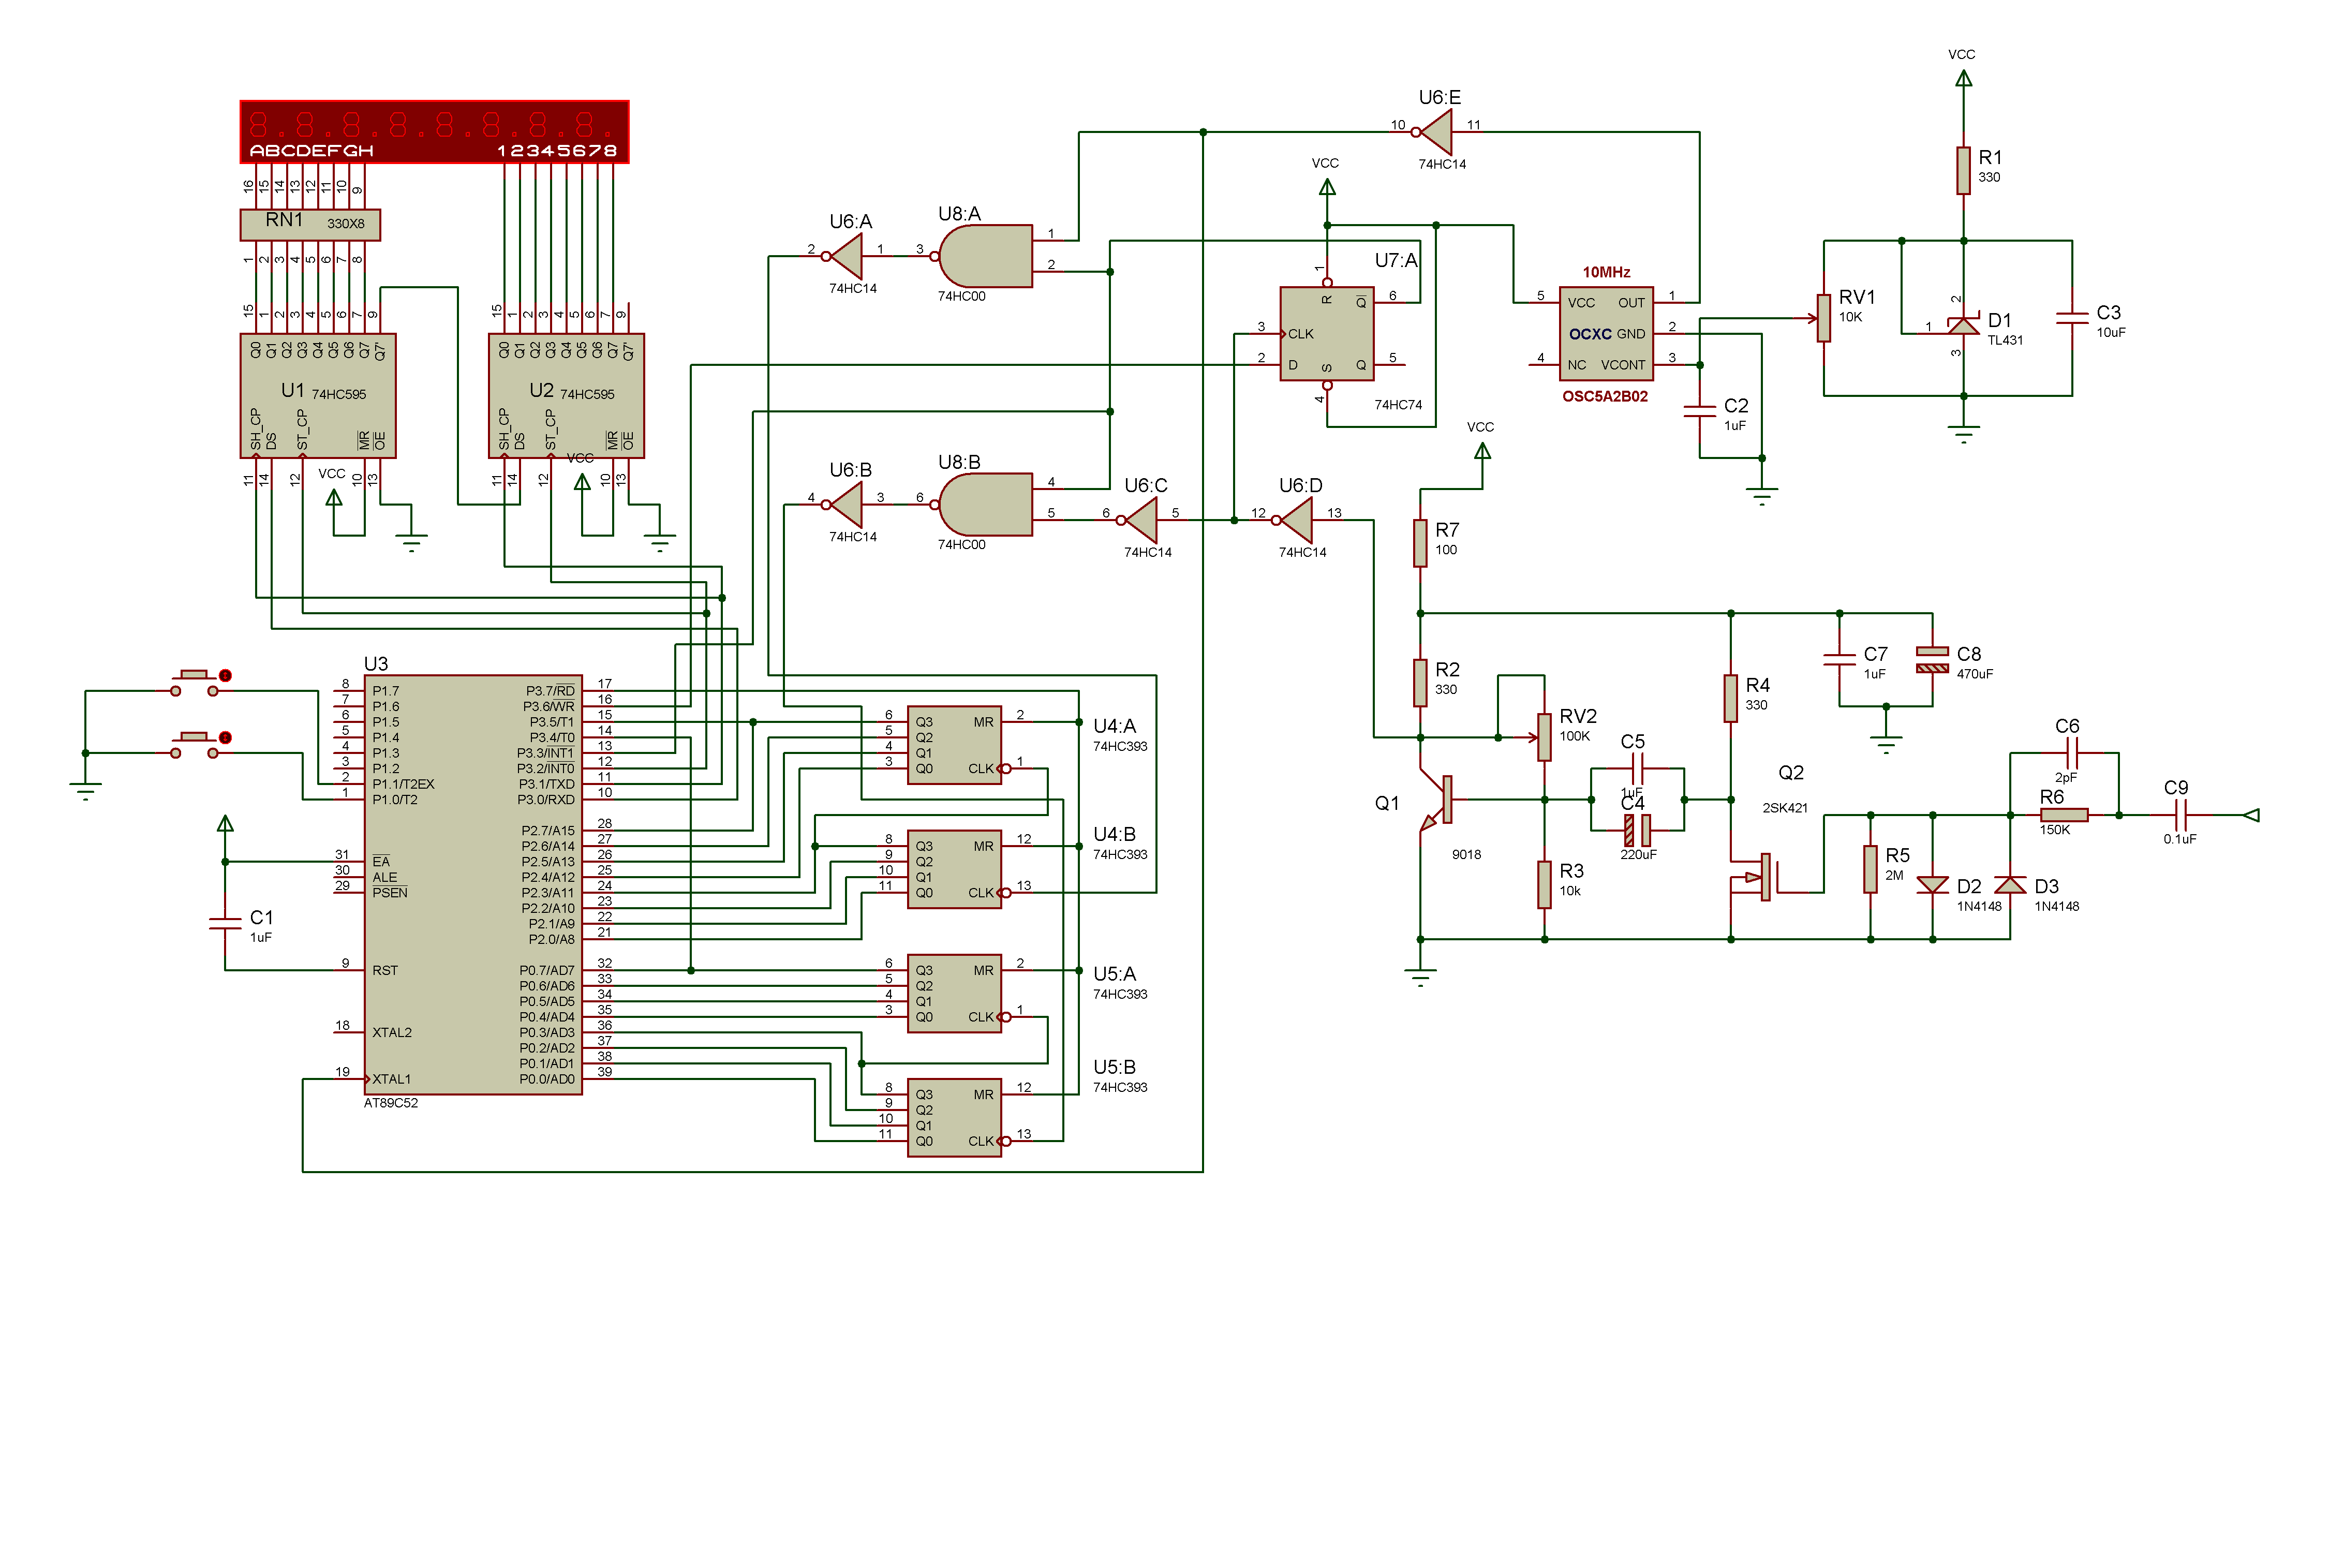 VCC
ABCDEFGH 12345678
16 15 14 13 12 11 10 9
RN1 330X8
1 2 3 4 5 6 7 8 9
15 1 2 3 4 5 6 7 9
Q0 Q1 Q2 Q3 Q4 Q5 Q6 Q7 Q7'
U1 74HC595
SH_CP DS ST_CP MR OE
11 14 12 10 13
VCC
15 1 2 3 4 5 6 7 9
Q0 Q1 Q2 Q3 Q4 Q5 Q6 Q7 Q7'
U2 74HC595
SH_CP DS ST_CP MR OE
11 14 12 10 13
VCC
U6:E
10 11
74HC14
U6:A
2 1
74HC14
U8:A
3 1
2
74HC00
VCC
U7:A
1
R Q 6
3 CLK
2 D S Q 5
4
74HC74
10MHz
5 VCC OUT 1
OCXC GND 2
4 NC VCONT 3
OSC5A2B02
C2
1uF
RV1
10K
R1
330
2
1 D1
TL431
3
C3
10uF
U6:B
4 3
74HC14
U8:B
6 4
5
74HC00
U6:C
6 5
74HC14
U6:D
12 13
74HC14
VCC
R7
100
R2
330
RV2
100K
R4
330
C7
1uF
C8
470uF
C5
1uF
C4
220uF
Q1
9018
R3
10k
Q2
2SK421
R5
2M
D2
1N4148
D3
1N4148
C6
2pF
R6
150K
C9
0.1uF
U3
8 P1.7 P3.7/RD 17
7 P1.6 P3.6/WR 16
6 P1.5 P3.5/T1 15
5 P1.4 P3.4/T0 14
4 P1.3 P3.3/INT1 13
3 P1.2 P3.2/INT0 12
2 P1.1/T2EX P3.1/TXD 11
1 P1.0/T2 P3.0/RXD 10
P2.7/A15 28
P2.6/A14 27
31 EA P2.5/A13 26
30 ALE P2.4/A12 25
29 PSEN P2.3/A11 24
P2.2/A10 23
P2.1/A9 22
P2.0/A8 21
9 RST P0.7/AD7 32
P0.6/AD6 33
P0.5/AD5 34
P0.4/AD4 35
18 XTAL2 P0.3/AD3 36
P0.2/AD2 37
P0.1/AD1 38
19 XTAL1 P0.0/AD0 39
AT89C52
C1
1uF
6 Q3 MR 2
5 Q2
4 Q1
3 Q0 CLK 1
U4:A
74HC393
8 Q3 MR 12
9 Q2
10 Q1
11 Q0 CLK 13
U4:B
74HC393
6 Q3 MR 2
5 Q2
4 Q1
3 Q0 CLK 1
U5:A
74HC393
8 Q3 MR 12
9 Q2
10 Q1
11 Q0 CLK 13
U5:B
74HC393